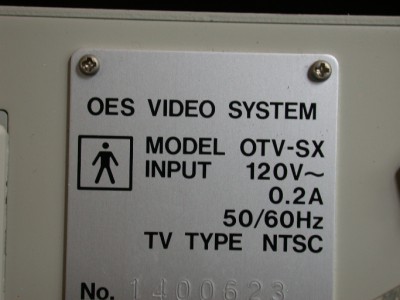 OES VIDEO SYSTEM
MODEL OTV-SX
INPUT 120V~
0.2A
50/60Hz
TV TYPE NTSC
No. 1400623